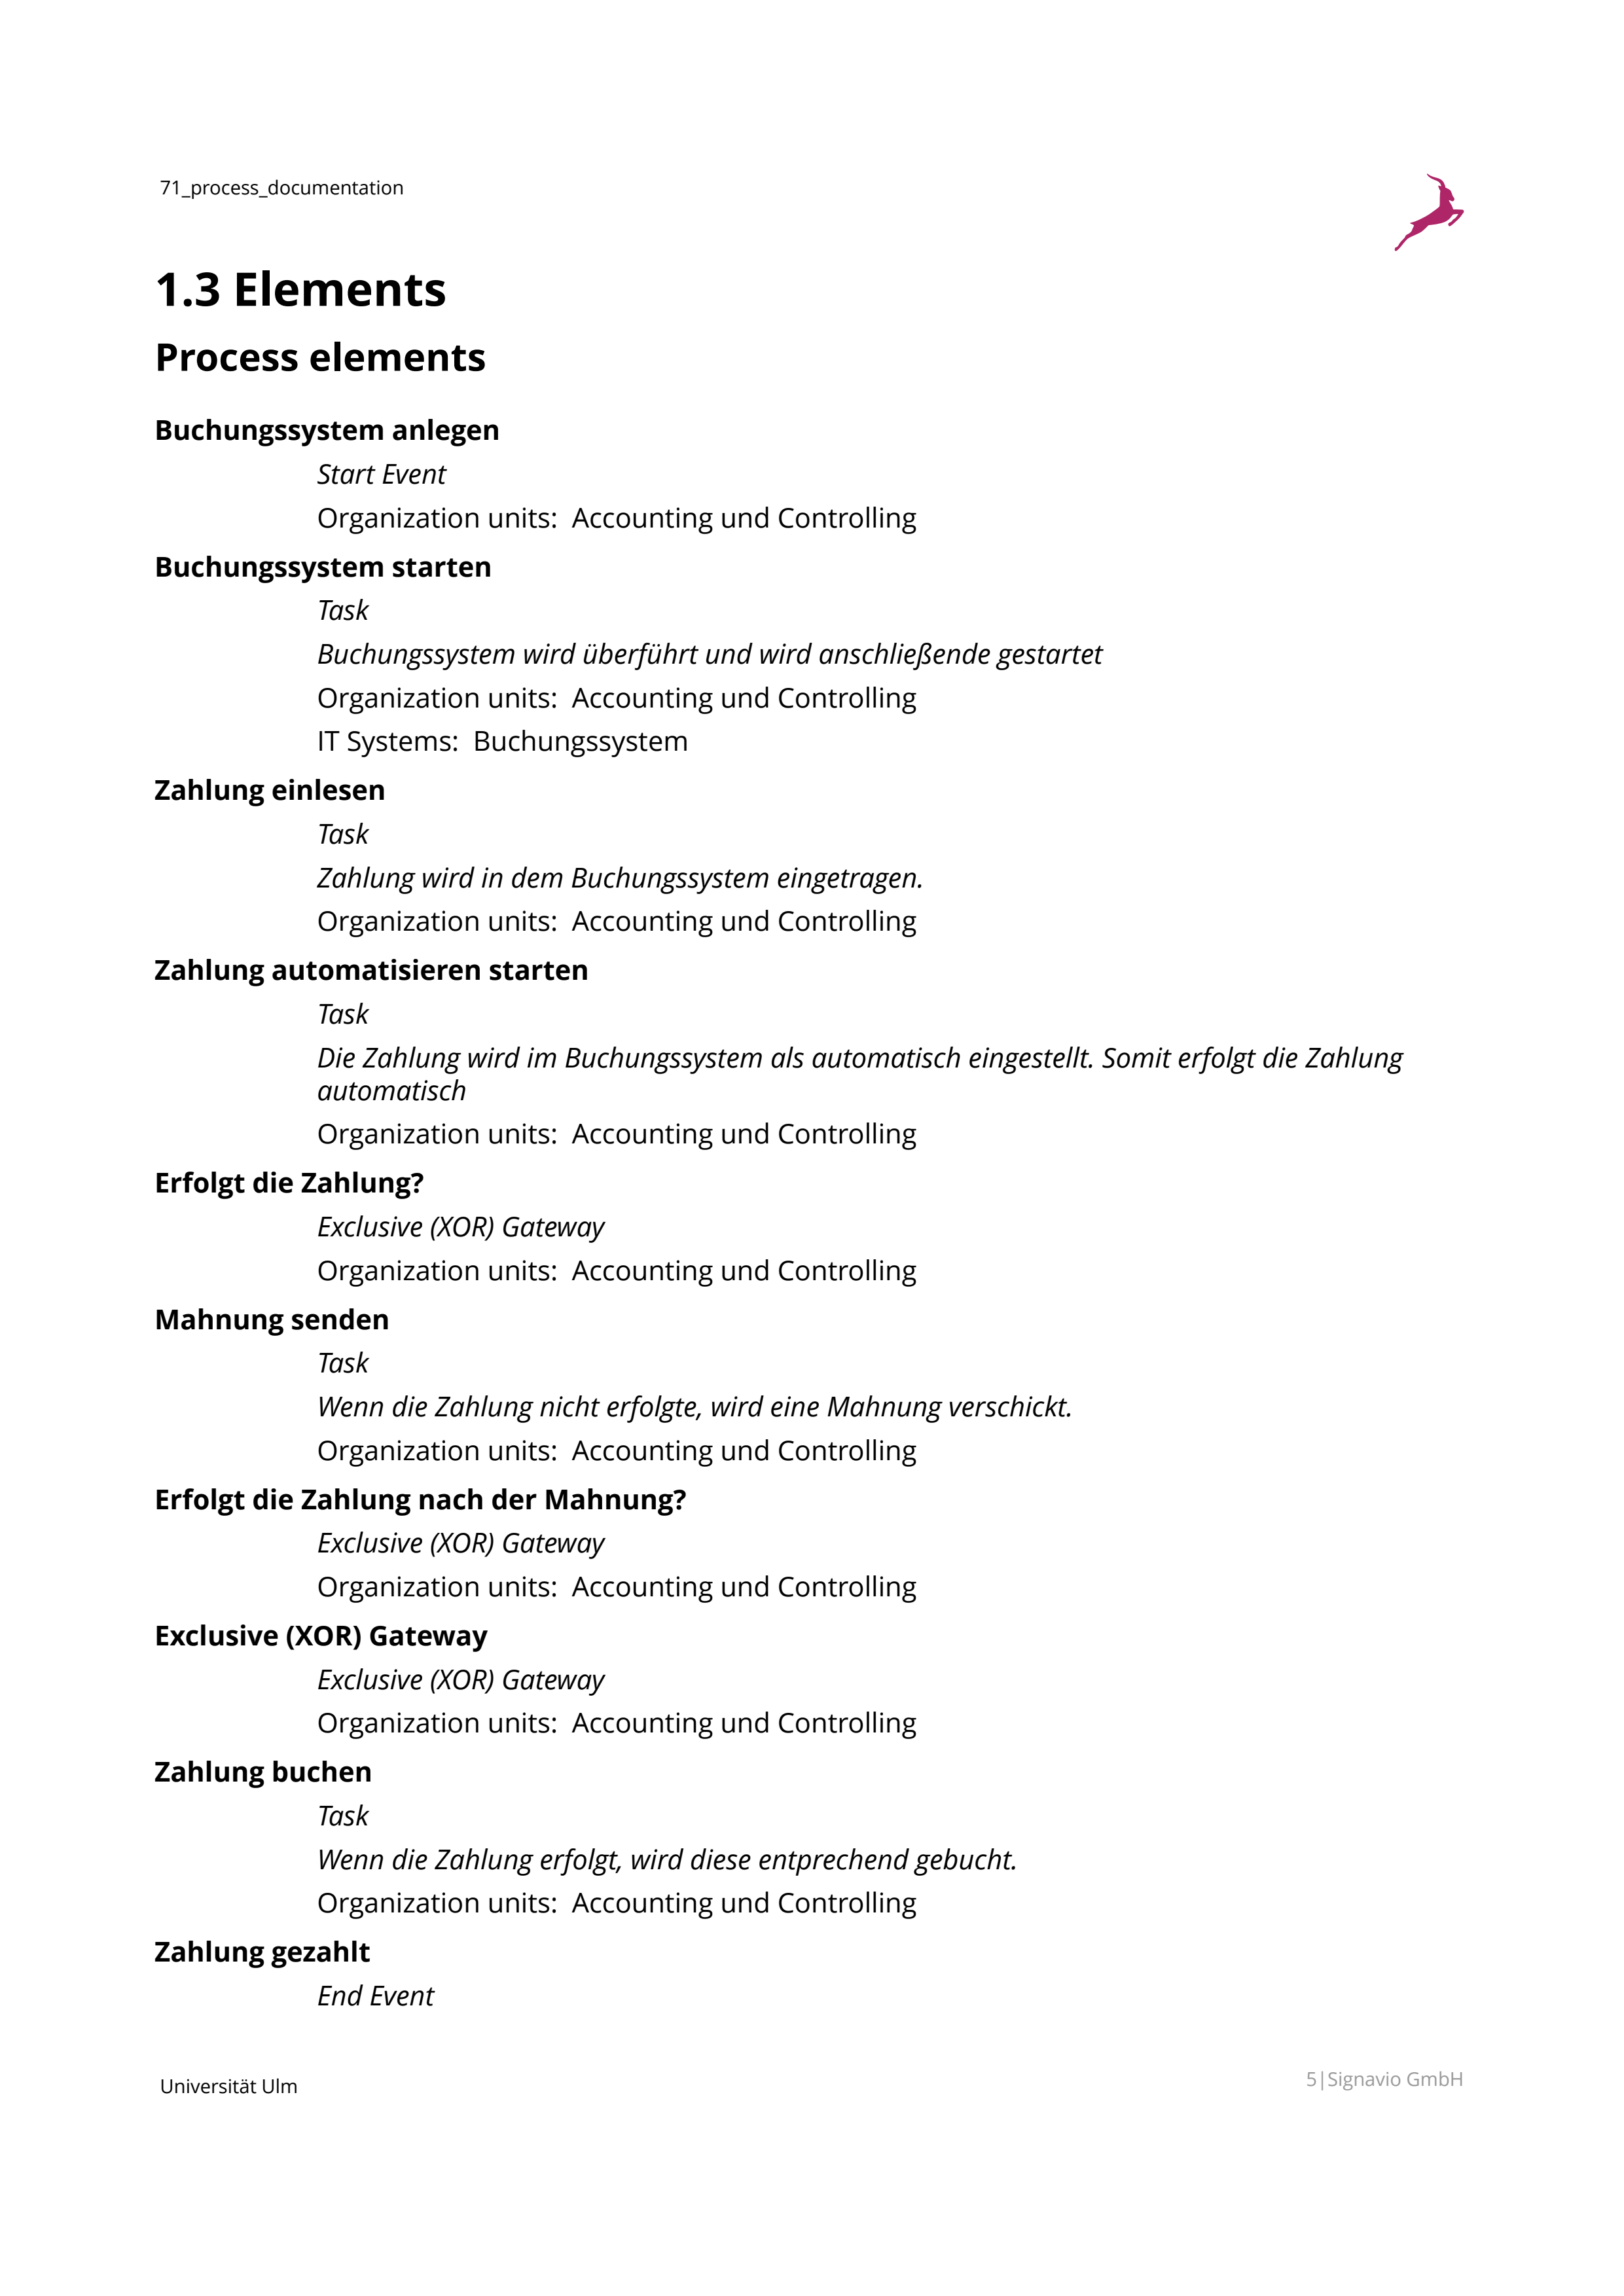 71_process_documentation
1.3 Elements
Process elements
Buchungssystem anlegen
Start Event
Organization units:  Accounting und Controlling
Buchungssystem starten
Task
Buchungssystem wird überführt und wird anschließende gestartet
Organization units:  Accounting und Controlling
IT Systems:  Buchungssystem
Zahlung einlesen
Task
Zahlung wird in dem Buchungssystem eingetragen.
Organization units:  Accounting und Controlling
Zahlung automatisieren starten
Task
Die Zahlung wird im Buchungssystem als automatisch eingestellt. Somit erfolgt die Zahlung
automatisch
Organization units:  Accounting und Controlling
Erfolgt die Zahlung?
Exclusive (XOR) Gateway
Organization units:  Accounting und Controlling
Mahnung senden
Task
Wenn die Zahlung nicht erfolgte, wird eine Mahnung verschickt.
Organization units:  Accounting und Controlling
Erfolgt die Zahlung nach der Mahnung?
Exclusive (XOR) Gateway
Organization units:  Accounting und Controlling
Exclusive (XOR) Gateway
Exclusive (XOR) Gateway
Organization units:  Accounting und Controlling
Zahlung buchen
Task
Wenn die Zahlung erfolgt, wird diese entprechend gebucht.
Organization units:  Accounting und Controlling
Zahlung gezahlt
End Event
Universität Ulm
5|Signavio GmbH